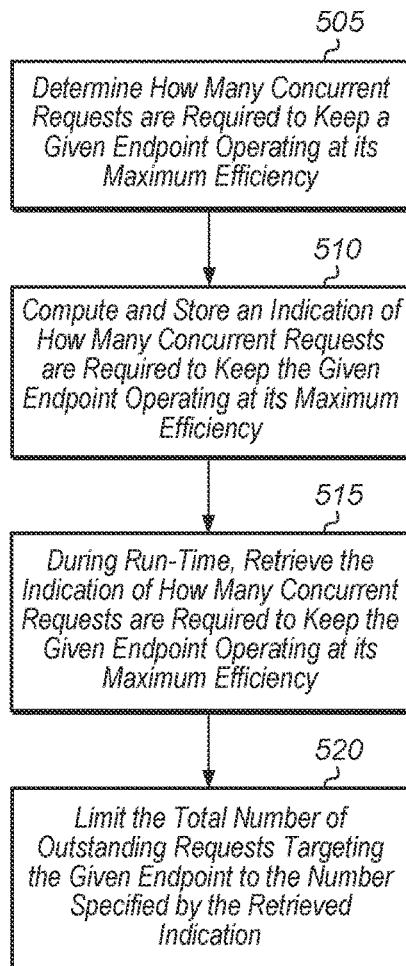 505
Determine How Many Concurrent
Requests are Required to Keep a
Given Endpoint Operating at its
Maximum Efficiency
510
Compute and Store an Indication of
How Many Concurrent Requests
are Required to Keep the Given
Endpoint Operating at its Maximum
Efficiency
515
During Run-Time, Retrieve the
Indication of How Many Concurrent
Requests are Required to Keep the
Given Endpoint Operating at its
Maximum Efficiency
520
Limit the Total Number of
Outstanding Requests Targeting
the Given Endpoint to the Number
Specified by the Retrieved
Indication